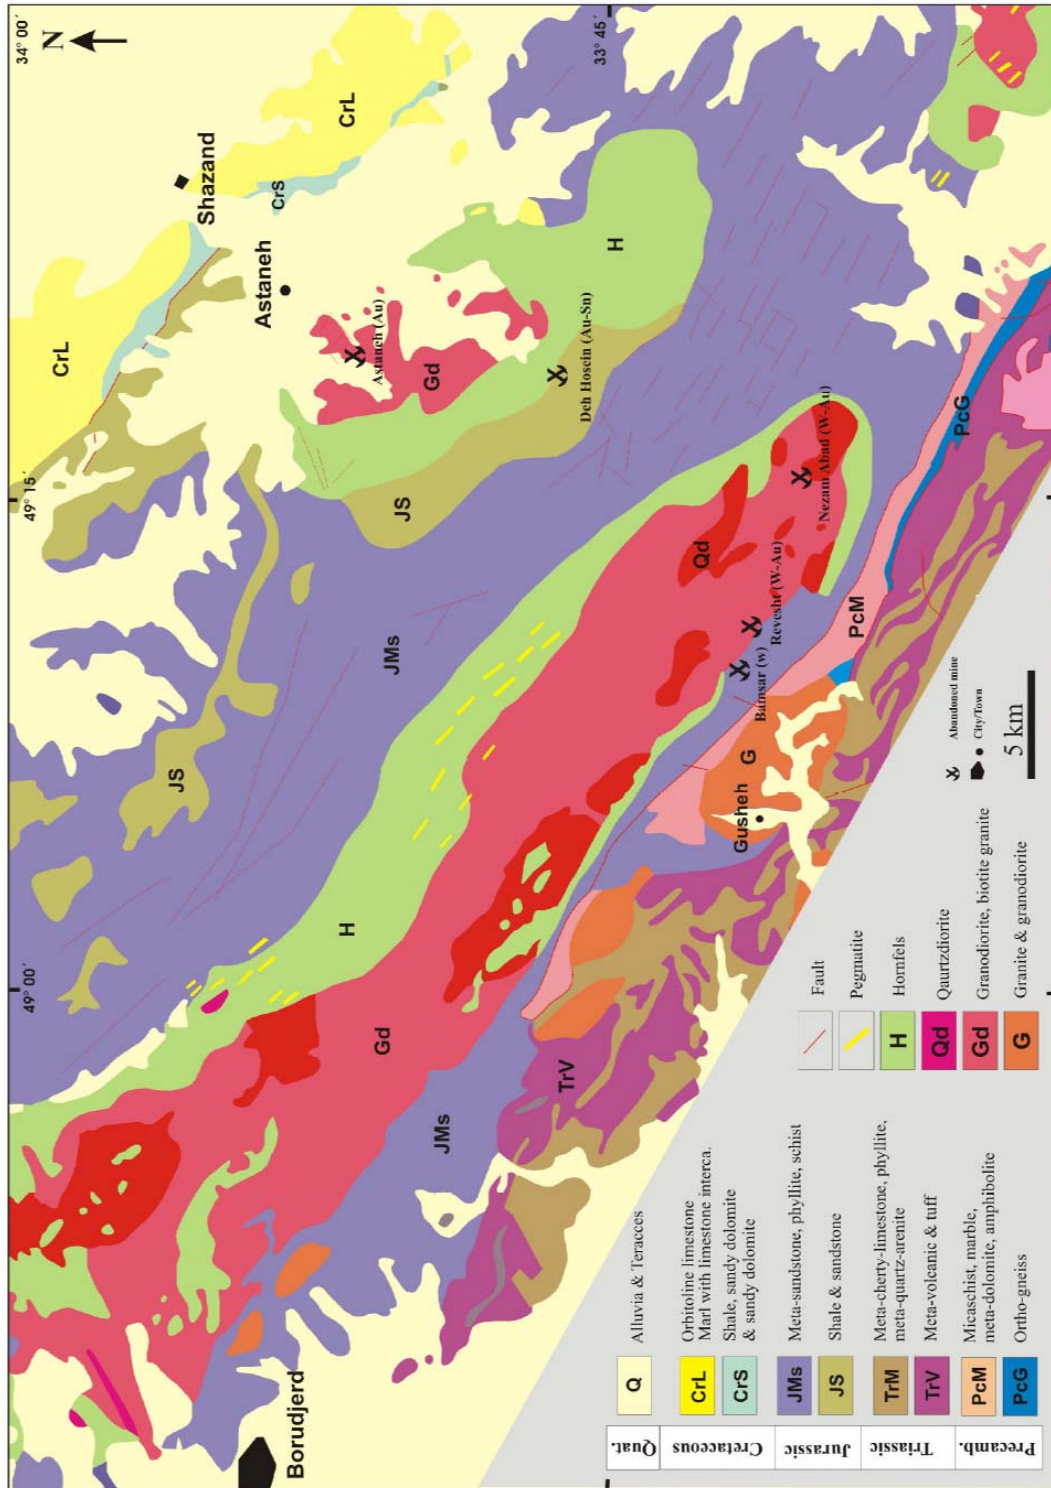 34° 00´
N
33° 45´
49° 15´
49° 00´
CrL
Shazand
CrL
CrS
Astaneh
Astaneh (Au)
Gd
H
Deh Hosein (Au-Sn)
JS
JMs
JS
Qd
Nezam Abad (W-Au)
Revesht (W-Au)
Bamsar (w)
PcG
PcM
G
Gusheh
H
Gd
JMs
TrV
Borudjerd
Quat.
Q Alluvia & Teracces
Cretaceous
CrL Orbitoline limestone
Marl with limestone interca.
CrS Shale, sandy dolomite
& sandy dolomite
Jurassic
JMs Meta-sandstone, phyllite, schist
JS Shale & sandstone
Triassic
TrM Meta-cherty-limestone, phyllite,
meta-quartz-arenite
TrV Meta-volcanic & tuff
Precamb.
PcM Micaschist, marble,
meta-dolomite, amphibolite
PcG Ortho-gneiss
Fault
Pegmatite
H Hornfels
Qd Qaurtzdiorite
Gd Granodiorite, biotite granite
G Granite & granodiorite
Abandoned mine
City/Town
5 km